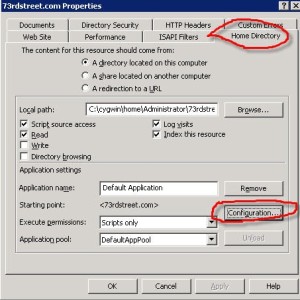 73rdstreet.com Properties
Documents Directory Security HTTP Headers Custom Errors
Web Site Performance ISAPI Filters Home Directory
The content for this resource should come from:
A directory located on this computer
A share located on another computer
A redirection to a URL
Local path: C:\cygwin\home\Administrator\73rdstree Browse...
Script source access Log visits
Read Index this resource
Write
Directory browsing
Application settings
Application name: Default Application Remove
Starting point: <73rdstreet.com>
Configuration...
Execute permissions: Scripts only
Application pool: DefaultAppPool Unload
OK Cancel Apply Help